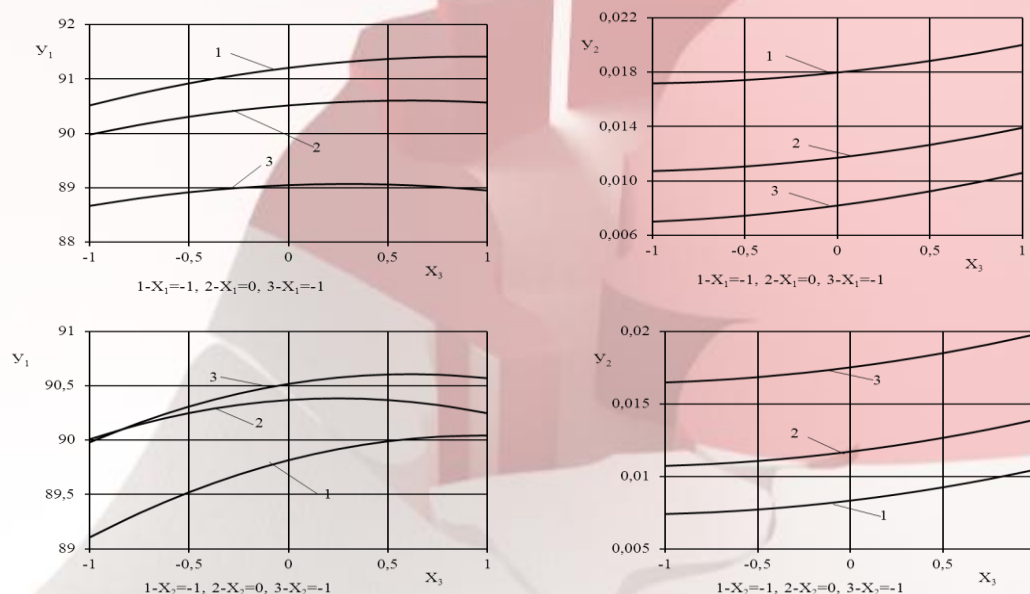 92
У₁
91
90
89
88
1
2
3
-1 -0,5 0 0,5 1
X₃
1-X₁=-1, 2-X₁=0, 3-X₁=-1
0,022
У₂
0,018
0,014
0,010
0,006
1
2
3
-1 -0,5 0 0,5 1
X₃
1-X₁=-1, 2-X₁=0, 3-X₁=-1
91
У₁
90,5
90
89,5
89
3
2
1
-1 -0,5 0 0,5 1
X₃
1-X₂=-1, 2-X₂=0, 3-X₂=-1
0,02
У₂
0,015
0,01
0,005
3
2
1
-1 -0,5 0 0,5
X₃
1-X₂=-1, 2-X₂=0, 3-X₂=-1